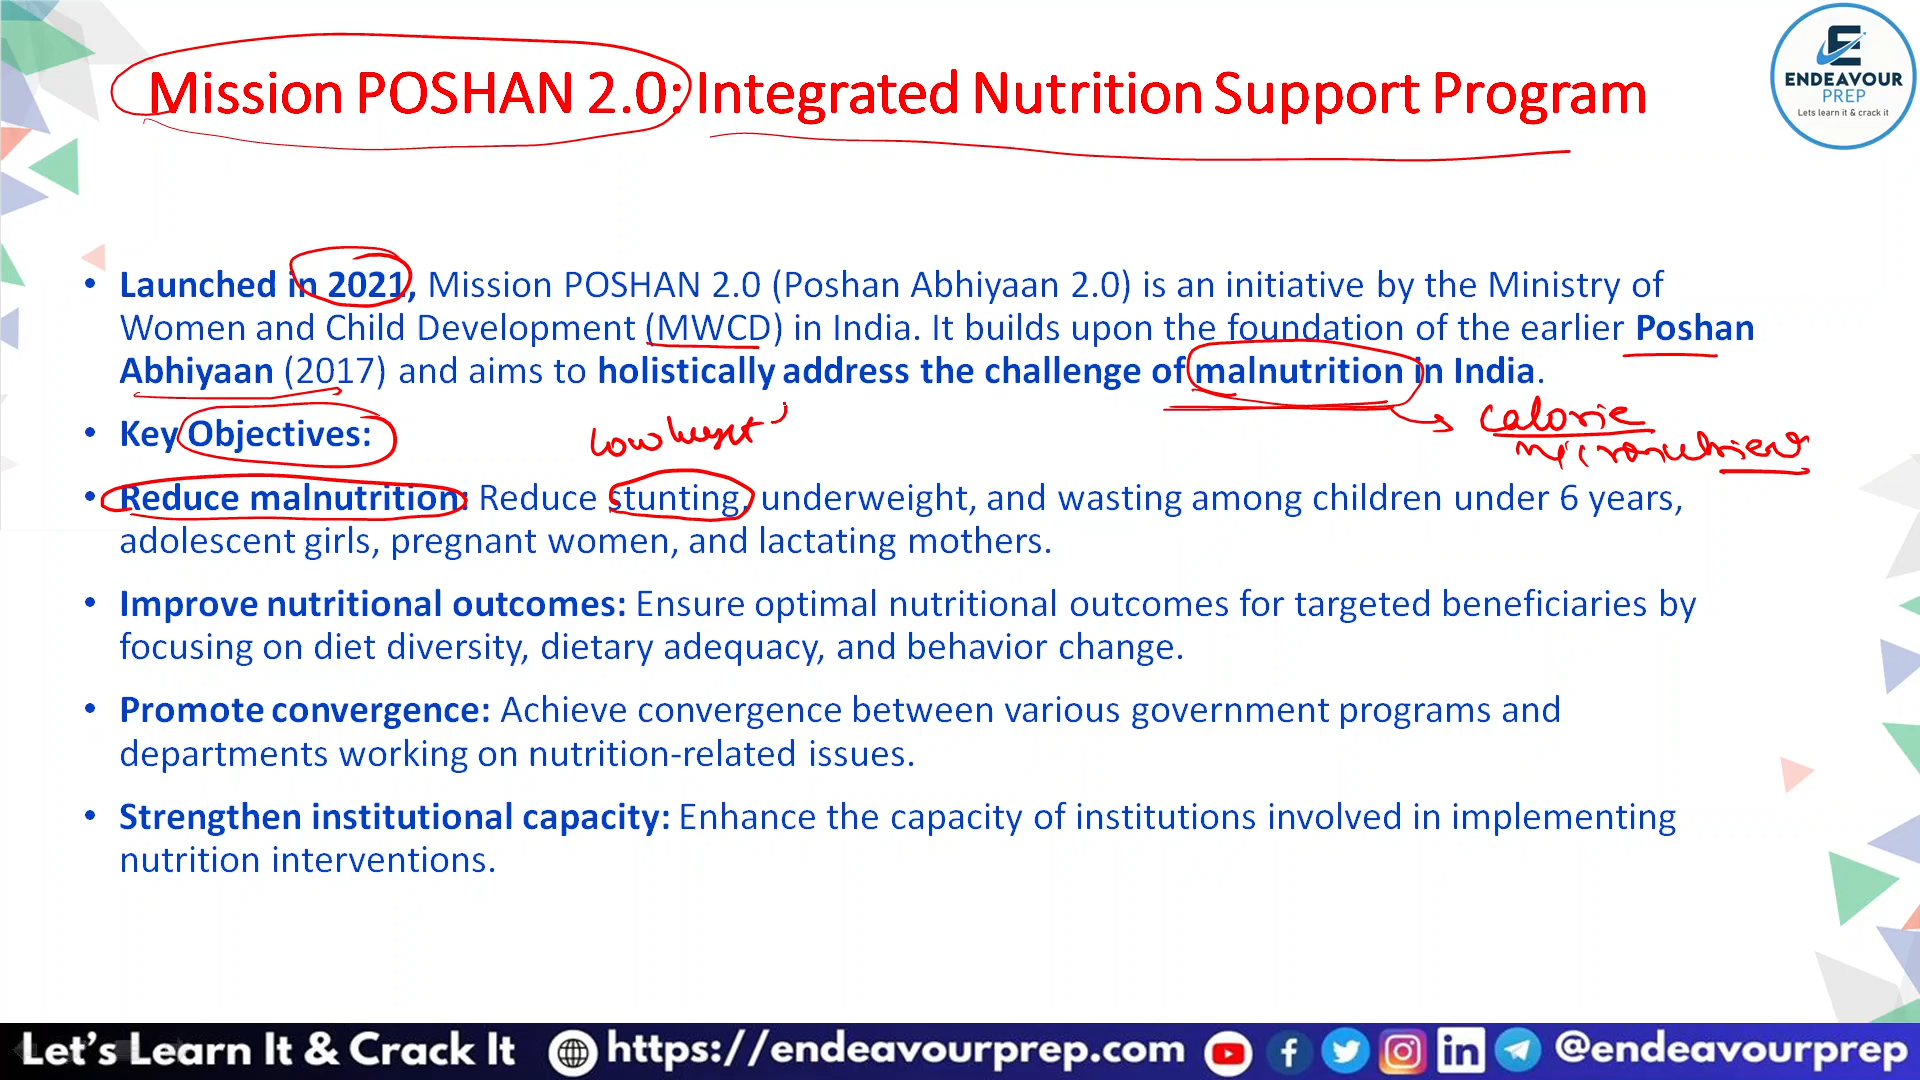 Mission POSHAN 2.0: Integrated Nutrition Support Program
ENDEAVOUR
PREP
Lets learn it & crack it
• Launched in 2021, Mission POSHAN 2.0 (Poshan Abhiyaan 2.0) is an initiative by the Ministry of
Women and Child Development (MWCD) in India. It builds upon the foundation of the earlier Poshan
Abhiyaan (2017) and aims to holistically address the challenge of malnutrition in India.
calorie
micronutrient
• Key Objectives:
low height
• Reduce malnutrition: Reduce stunting, underweight, and wasting among children under 6 years,
adolescent girls, pregnant women, and lactating mothers.
• Improve nutritional outcomes: Ensure optimal nutritional outcomes for targeted beneficiaries by
focusing on diet diversity, dietary adequacy, and behavior change.
• Promote convergence: Achieve convergence between various government programs and
departments working on nutrition-related issues.
• Strengthen institutional capacity: Enhance the capacity of institutions involved in implementing
nutrition interventions.
Let's Learn It & Crack It https://endeavourprep.com @endeavourprep